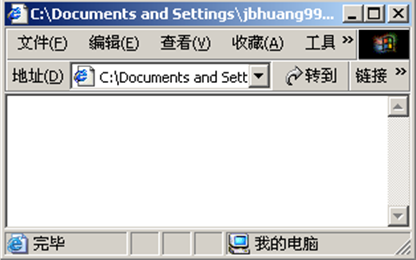 C:\Documents and Settings\jbhuang99...
文件(F) 编辑(E) 查看(V) 收藏(A) 工具 »
地址(D) C:\Documents and Sett 转到 链接 »
完毕 我的电脑